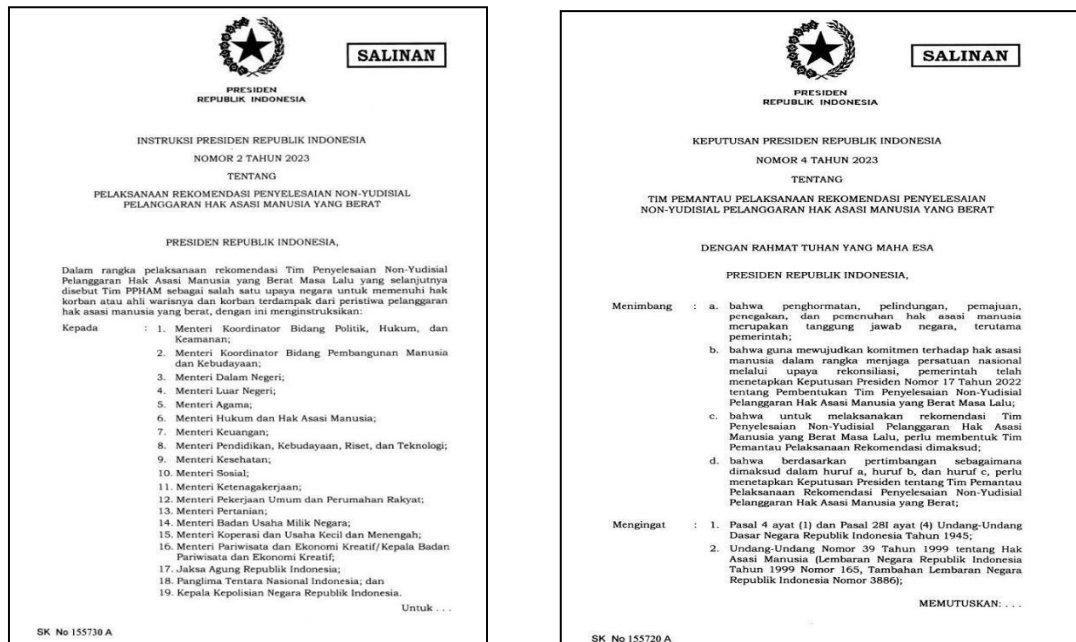 SALINAN
PRESIDEN
REPUBLIK INDONESIA
INSTRUKSI PRESIDEN REPUBLIK INDONESIA
NOMOR 2 TAHUN 2023
TENTANG
PELAKSANAAN REKOMENDASI PENYELESAIAN NON-YUDISIAL
PELANGGARAN HAK ASASI MANUSIA YANG BERAT
PRESIDEN REPUBLIK INDONESIA,
Dalam rangka pelaksanaan rekomendasi Tim Penyelesaian Non-Yudisial
Pelanggaran Hak Asasi Manusia yang Berat Masa Lalu yang selanjutnya
disebut Tim PPHAM sebagai salah satu upaya negara untuk memenuhi hak
korban atau ahli warisnya dan korban terdampak dari peristiwa pelanggaran
hak asasi manusia yang berat, dengan ini menginstruksikan:
Kepada : 1. Menteri Koordinator Bidang Politik, Hukum, dan
Keamanan;
2. Menteri Koordinator Bidang Pembangunan Manusia
dan Kebudayaan;
3. Menteri Dalam Negeri;
4. Menteri Luar Negeri;
5. Menteri Agama;
6. Menteri Hukum dan Hak Asasi Manusia;
7. Menteri Keuangan;
8. Menteri Pendidikan, Kebudayaan, Riset, dan Teknologi;
9. Menteri Kesehatan;
10. Menteri Sosial;
11. Menteri Ketenagakerjaan;
12. Menteri Pekerjaan Umum dan Perumahan Rakyat;
13. Menteri Pertanian;
14. Menteri Badan Usaha Milik Negara;
15. Menteri Koperasi dan Usaha Kecil dan Menengah;
16. Menteri Pariwisata dan Ekonomi Kreatif/Kepala Badan
Pariwisata dan Ekonomi Kreatif;
17. Jaksa Agung Republik Indonesia;
18. Panglima Tentara Nasional Indonesia; dan
19. Kepala Kepolisian Negara Republik Indonesia.
Untuk . . .
SK No 155730 A
SALINAN
PRESIDEN
REPUBLIK INDONESIA
KEPUTUSAN PRESIDEN REPUBLIK INDONESIA
NOMOR 4 TAHUN 2023
TENTANG
TIM PEMANTAU PELAKSANAAN REKOMENDASI PENYELESAIAN
NON-YUDISIAL PELANGGARAN HAK ASASI MANUSIA YANG BERAT
DENGAN RAHMAT TUHAN YANG MAHA ESA
PRESIDEN REPUBLIK INDONESIA,
Menimbang : a. bahwa penghormatan, pelindungan, pemajuan,
penegakan, dan pemenuhan hak asasi manusia
merupakan tanggung jawab negara, terutama
pemerintah;
b. bahwa guna mewujudkan komitmen terhadap hak asasi
manusia dalam rangka menjaga persatuan nasional
melalui upaya rekonsiliasi, pemerintah telah
menetapkan Keputusan Presiden Nomor 17 Tahun 2022
tentang Pembentukan Tim Penyelesaian Non-Yudisial
Pelanggaran Hak Asasi Manusia yang Berat Masa Lalu;
c. bahwa untuk melaksanakan rekomendasi Tim
Penyelesaian Non-Yudisial Pelanggaran Hak Asasi
Manusia yang Berat Masa Lalu, perlu membentuk Tim
Pemantau Pelaksanaan Rekomendasi dimaksud;
d. bahwa berdasarkan pertimbangan sebagaimana
dimaksud dalam huruf a, huruf b, dan huruf c, perlu
menetapkan Keputusan Presiden tentang Tim Pemantau
Pelaksanaan Rekomendasi Penyelesaian Non-Yudisial
Pelanggaran Hak Asasi Manusia yang Berat;
Mengingat : 1. Pasal 4 ayat (1) dan Pasal 28I ayat (4) Undang-Undang
Dasar Negara Republik Indonesia Tahun 1945;
2. Undang-Undang Nomor 39 Tahun 1999 tentang Hak
Asasi Manusia (Lembaran Negara Republik Indonesia
Tahun 1999 Nomor 165, Tambahan Lembaran Negara
Republik Indonesia Nomor 3886);
MEMUTUSKAN: . . .
SK No 155720 A